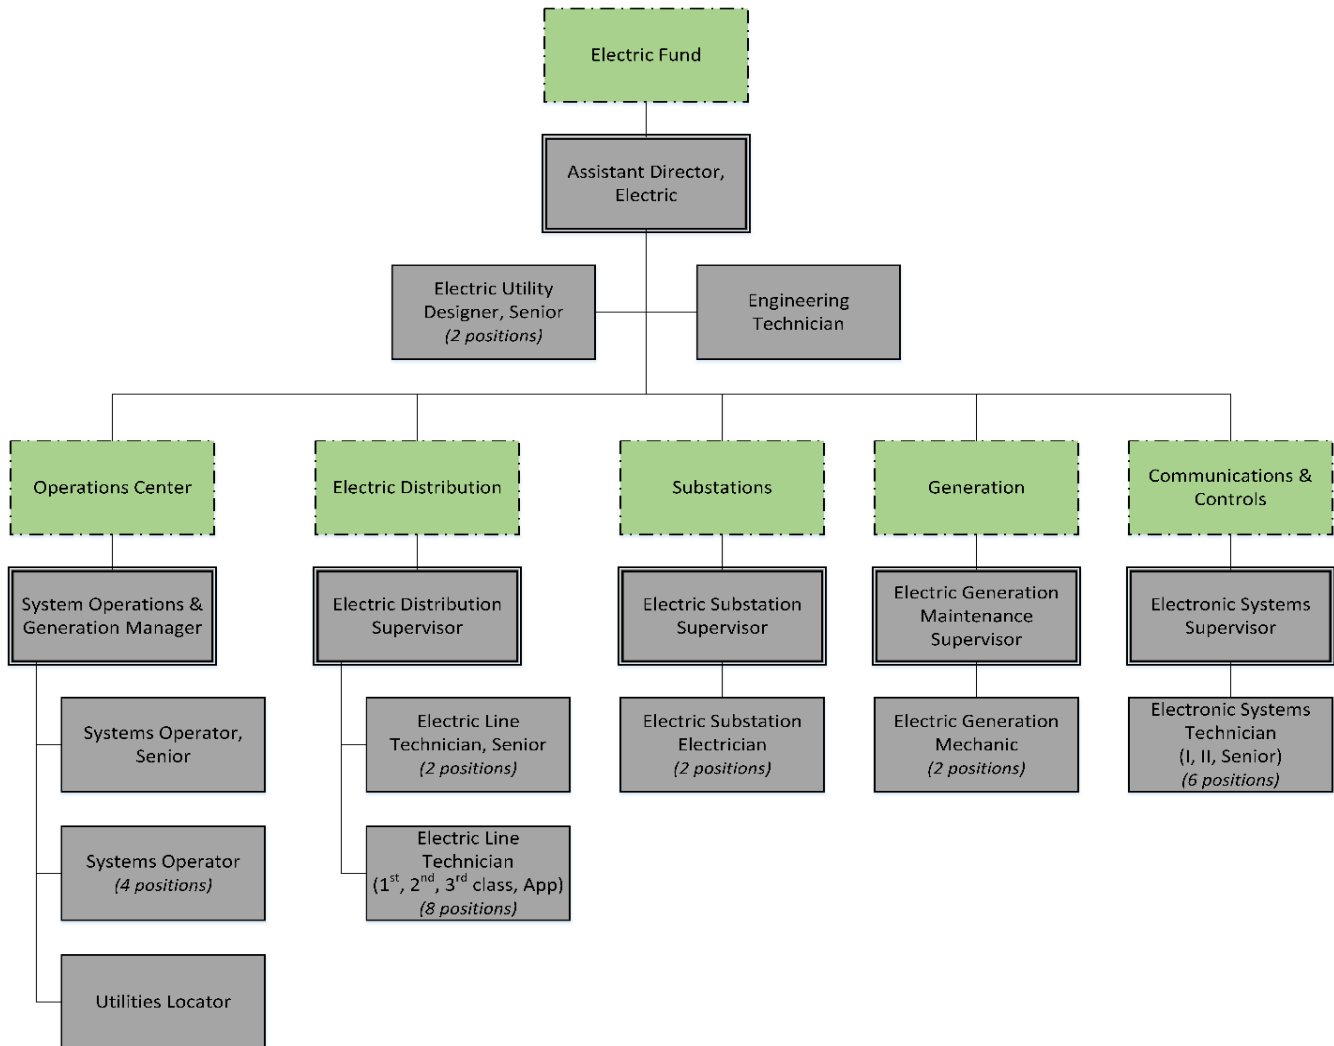 Electric Fund
Assistant Director,
Electric
Electric Utility
Designer, Senior
(2 positions)
Engineering
Technician
Operations Center
Electric Distribution
Substations
Generation
Communications &
Controls
System Operations &
Generation Manager
Electric Distribution
Supervisor
Electric Substation
Supervisor
Electric Generation
Maintenance
Supervisor
Electronic Systems
Supervisor
Systems Operator,
Senior
Electric Line
Technician, Senior
(2 positions)
Electric Substation
Electrician
(2 positions)
Electric Generation
Mechanic
(2 positions)
Electronic Systems
Technician
(I, II, Senior)
(6 positions)
Systems Operator
(4 positions)
Electric Line
Technician
(1st, 2nd, 3rd class, App)
(8 positions)
Utilities Locator